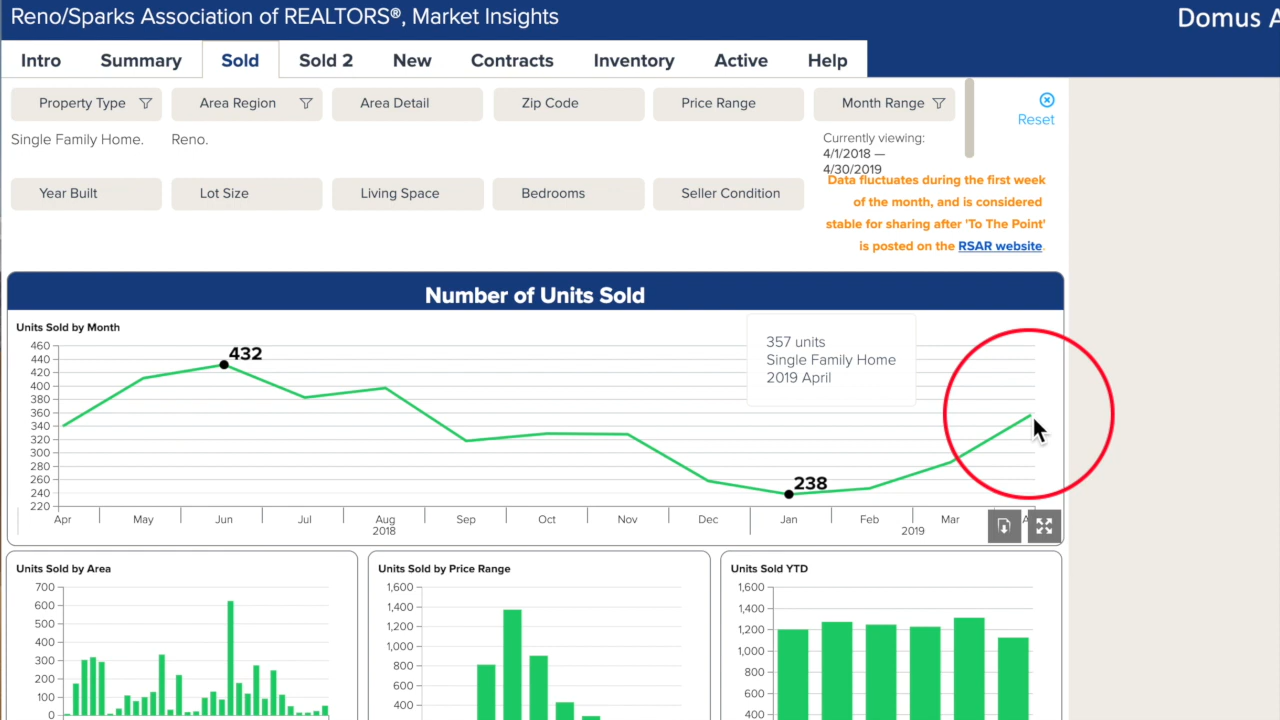 Reno/Sparks Association of REALTORS®, Market Insights
Domus A
Intro Summary Sold Sold 2 New Contracts Inventory Active Help
Property Type Area Region Area Detail Zip Code Price Range Month Range
Reset
Single Family Home. Reno.
Currently viewing:
4/1/2018 —
4/30/2019
Year Built Lot Size Living Space Bedrooms Seller Condition
Data fluctuates during the first week
of the month, and is considered
stable for sharing after 'To The Point'
is posted on the RSAR website.
Number of Units Sold
Units Sold by Month
460
440
420
400
380
360
340
320
300
280
260
240
220
432
238
357 units
Single Family Home
2019 April
Apr May Jun Jul Aug Sep Oct Nov Dec Jan Feb Mar A
2018 2019
Units Sold by Area
700
600
500
400
300
200
100
0
Units Sold by Price Range
1,600
1,400
1,200
1,000
800
600
400
Units Sold YTD
1,600
1,400
1,200
1,000
800
600
400